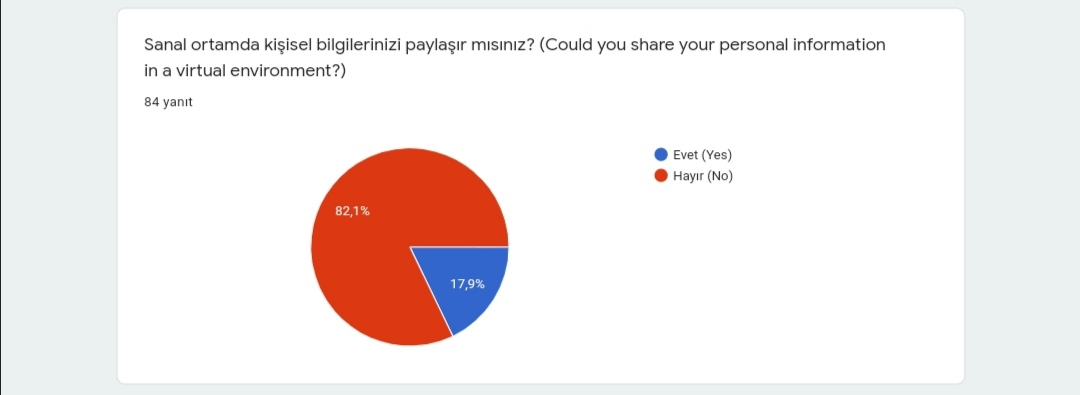 Sanal ortamda kişisel bilgilerinizi paylaşır mısınız? (Could you share your personal information
in a virtual environment?)
84 yanıt
Evet (Yes)
Hayır (No)
82,1%
17,9%